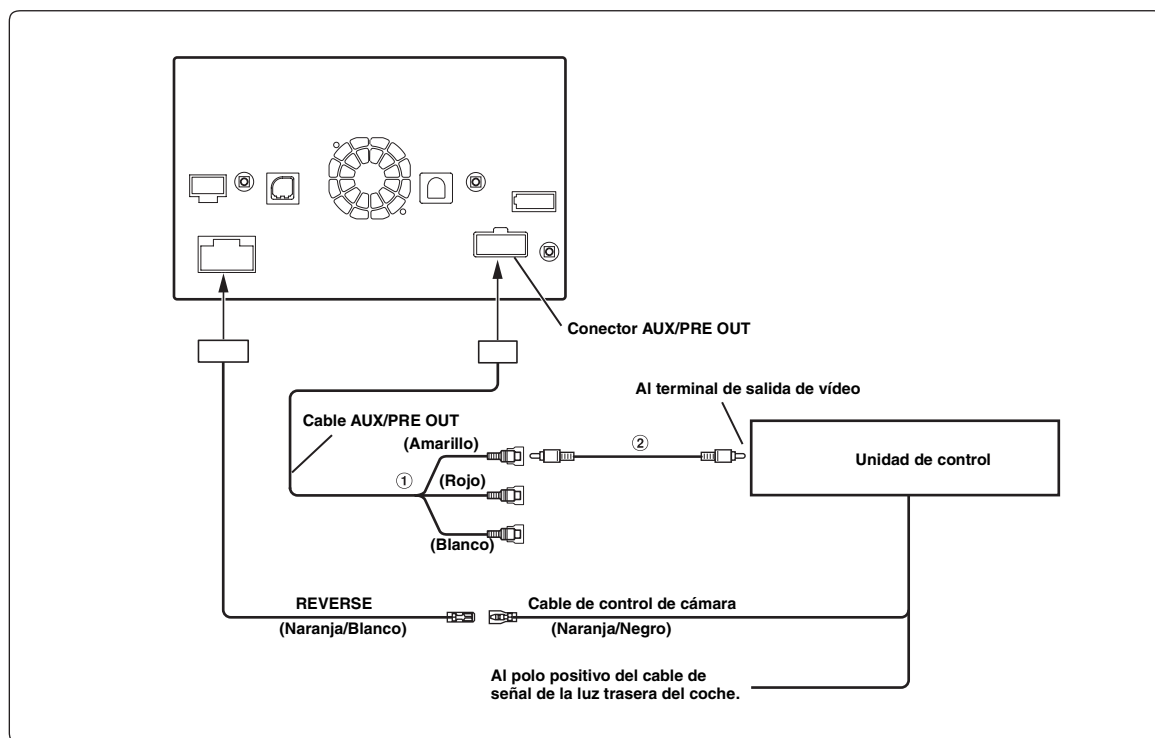 Conector AUX/PRE OUT
Al terminal de salida de vídeo
Cable AUX/PRE OUT
(Amarillo)
②
Unidad de control
①
(Rojo)
(Blanco)
REVERSE
(Naranja/Blanco)
Cable de control de cámara
(Naranja/Negro)
Al polo positivo del cable de
señal de la luz trasera del coche.